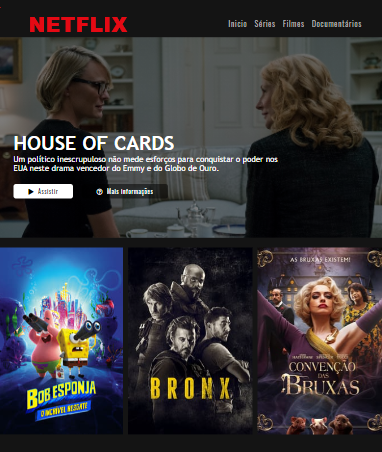 NETFLIX
Inicio Séries Filmes Documentários
HOUSE OF CARDS
Um político inescrupuloso não mede esforços para conquistar o poder nos
EUA neste drama vencedor do Emmy e do Globo de Ouro.
Assistir Mais informações
BOB ESPONJA
O INCRÍVEL RESGATE
BRONX
AS BRUXAS EXISTEM!
CONVENÇÃO
DAS
BRUXAS